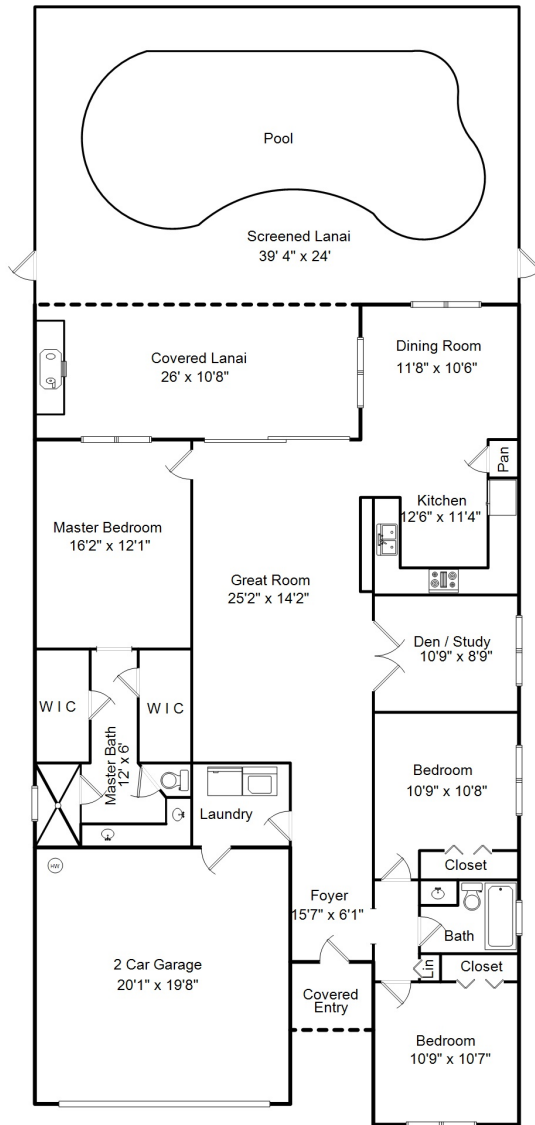 Pool
Screened Lanai
39' 4" x 24'
Covered Lanai
26' x 10'8"
Dining Room
11'8" x 10'6"
Pan
Kitchen
12'6" x 11'4"
Master Bedroom
16'2" x 12'1"
Great Room
25'2" x 14'2"
Den / Study
10'9" x 8'9"
W I C
W I C
Master Bath
12' x 6'
Bedroom
10'9" x 10'8"
Laundry
Closet
HW
Foyer
15'7" x 6'1"
Bath
2 Car Garage
20'1" x 19'8"
Lin
Closet
Covered
Entry
Bedroom
10'9" x 10'7"